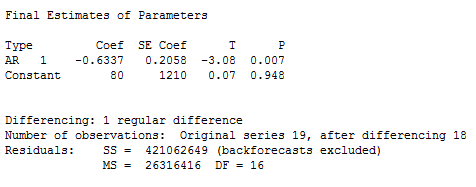 Final Estimates of Parameters
Type Coef SE Coef T P
AR 1 -0.6337 0.2058 -3.08 0.007
Constant 80 1210 0.07 0.948
Differencing: 1 regular difference
Number of observations: Original series 19, after differencing 18
Residuals: SS = 421062649 (backforecasts excluded)
MS = 26316416 DF = 16